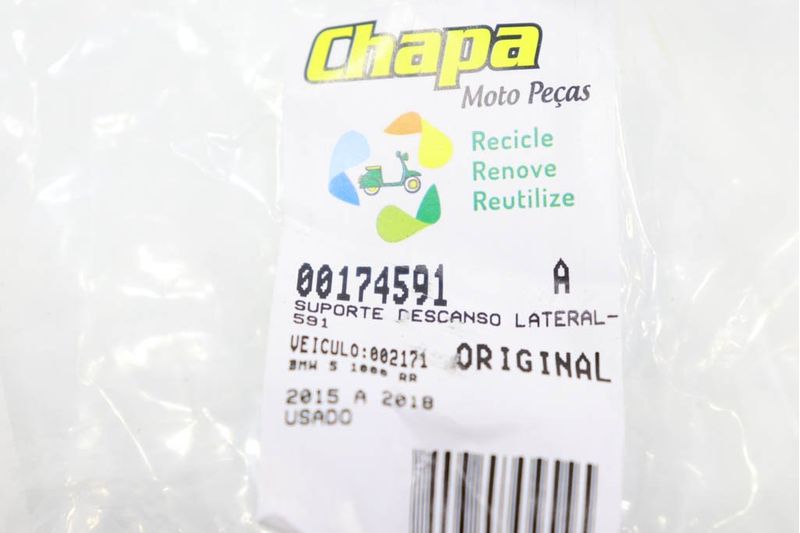 Chapa
Moto Peças
Recicle
Renove
Reutilize
00174591 A
SUPORTE DESCANSO LATERAL-
591
VEICULO:002171 ORIGINAL
BMW S 1000 RR
2015 A 2018
USADO